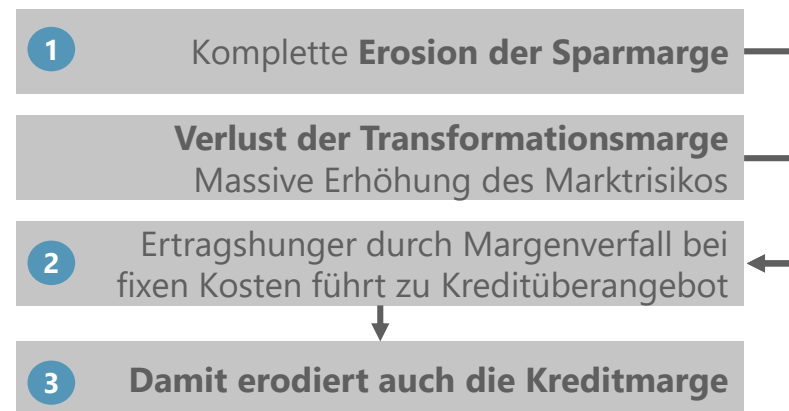 1 Komplette Erosion der Sparmarge
Verlust der Transformationsmarge
Massive Erhöhung des Marktrisikos
2 Ertragshunger durch Margenverfall bei
fixen Kosten führt zu Kreditüberangebot
3 Damit erodiert auch die Kreditmarge